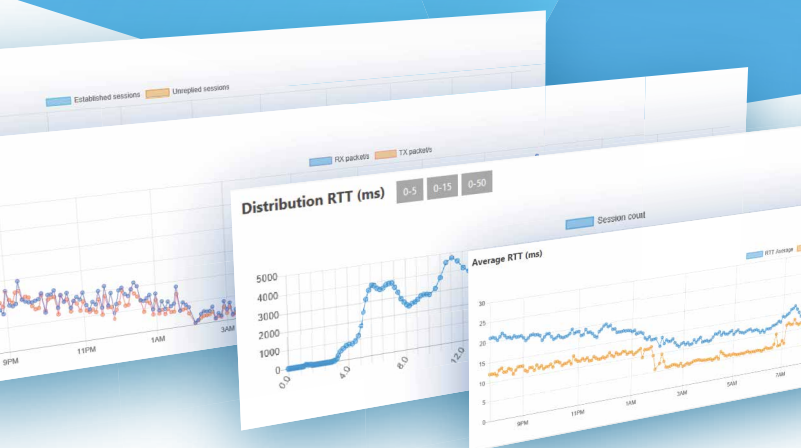 Established sessions Unreplied sessions
RX packet/s TX packet/s
9PM 11PM 1AM 3AM
Distribution RTT (ms) 0-5 0-15 0-50
Session count
5000
4000
3000
2000
1000
0
0.0 4.0 8.0 12.0
Average RTT (ms)
RTT Average
30
25
20
15
10
5
0
9PM 11PM 1AM 3AM 5AM 7AM